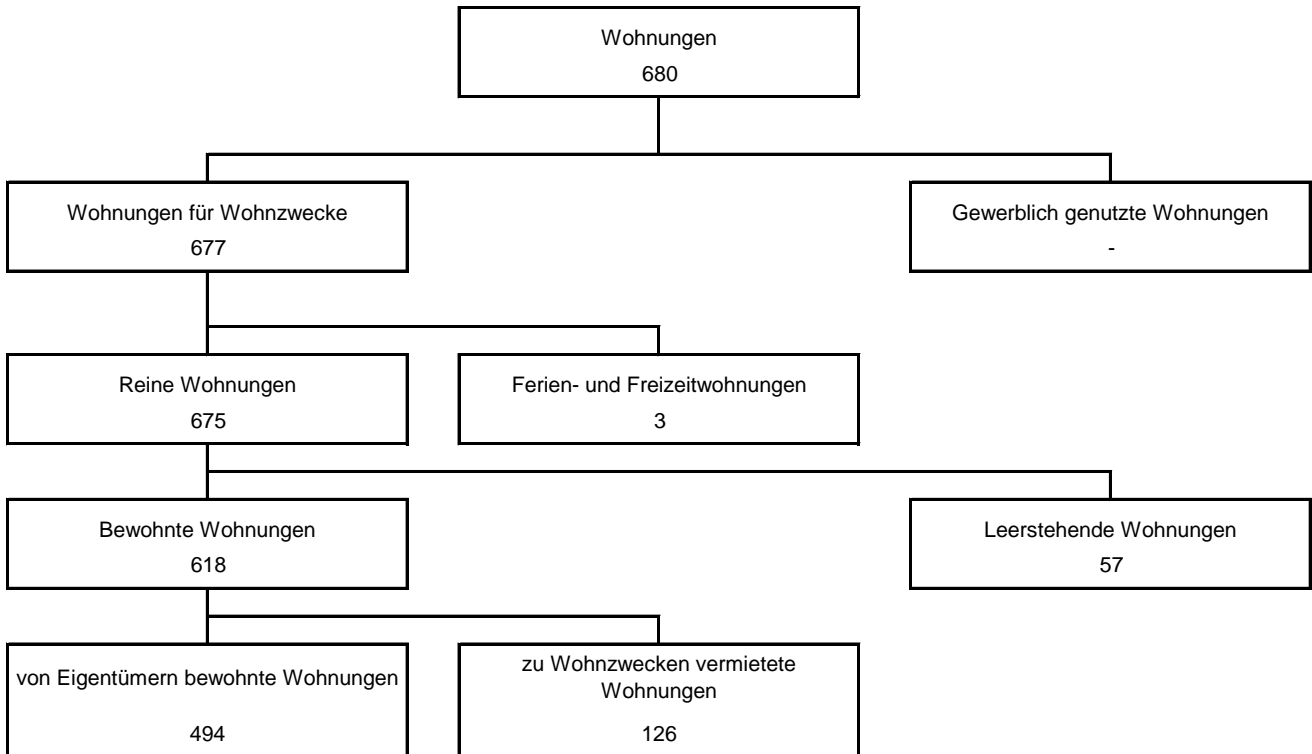 Wohnungen
680
Wohnungen für Wohnzwecke
677
Gewerblich genutzte Wohnungen
-
Reine Wohnungen
675
Ferien- und Freizeitwohnungen
3
Bewohnte Wohnungen
618
Leerstehende Wohnungen
57
von Eigentümern bewohnte Wohnungen
494
zu Wohnzwecken vermietete
Wohnungen
126